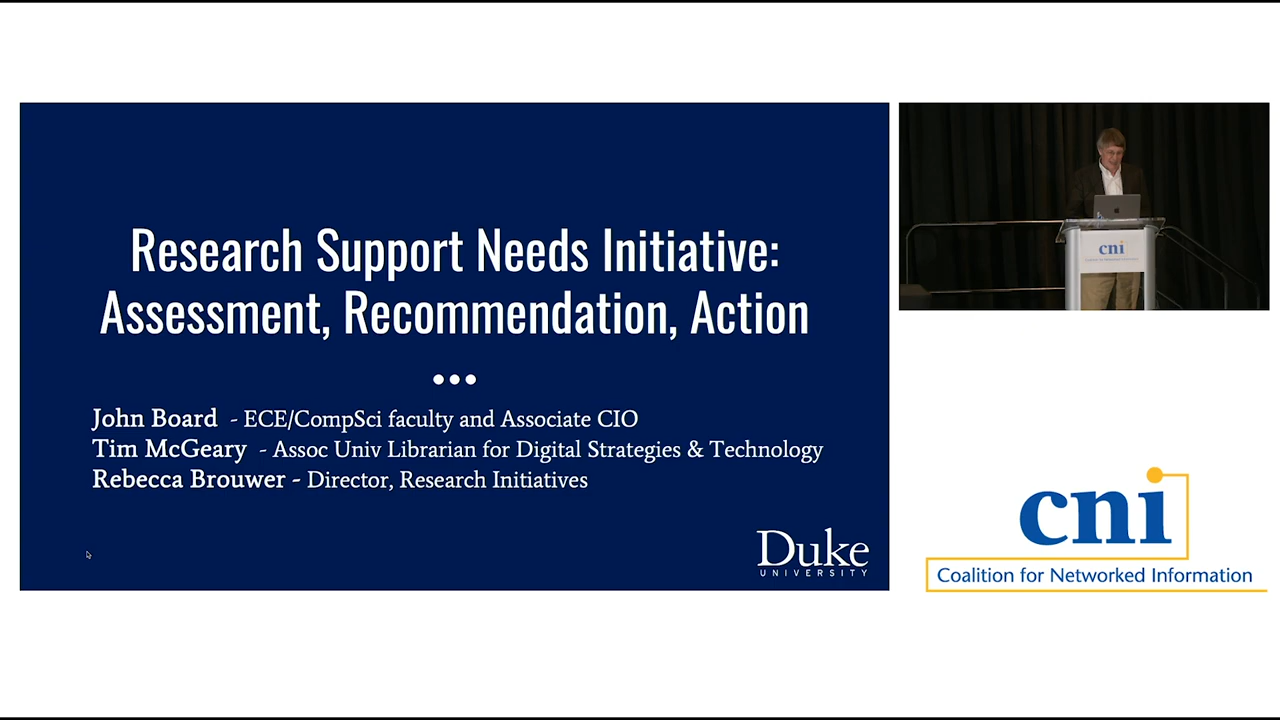 Research Support Needs Initiative:
Assessment, Recommendation, Action
John Board - ECE/CompSci faculty and Associate CIO
Tim McGeary - Assoc Univ Librarian for Digital Strategies & Technology
Rebecca Brouwer - Director, Research Initiatives
Duke
UNIVERSITY
cni
cni
Coalition for Networked Information